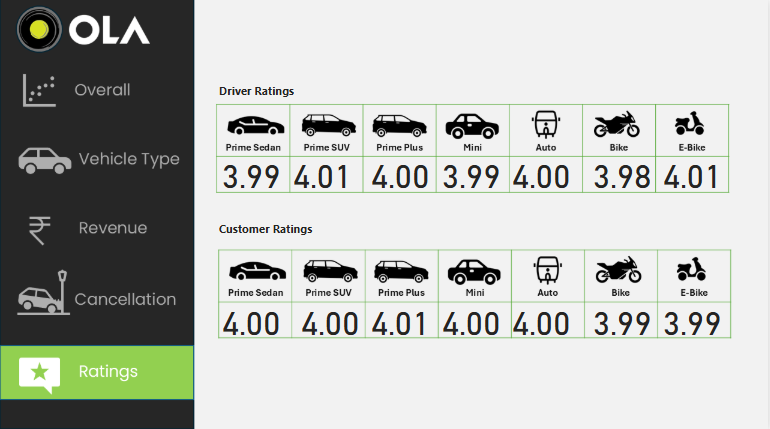 OLA
Overall
Vehicle Type
Revenue
Cancellation
Ratings
Driver Ratings
Prime Sedan Prime SUV Prime Plus Mini Auto Bike E-Bike
3.99 4.01 4.00 3.99 4.00 3.98 4.01
Customer Ratings
Prime Sedan Prime SUV Prime Plus Mini Auto Bike E-Bike
4.00 4.00 4.01 4.00 4.00 3.99 3.99